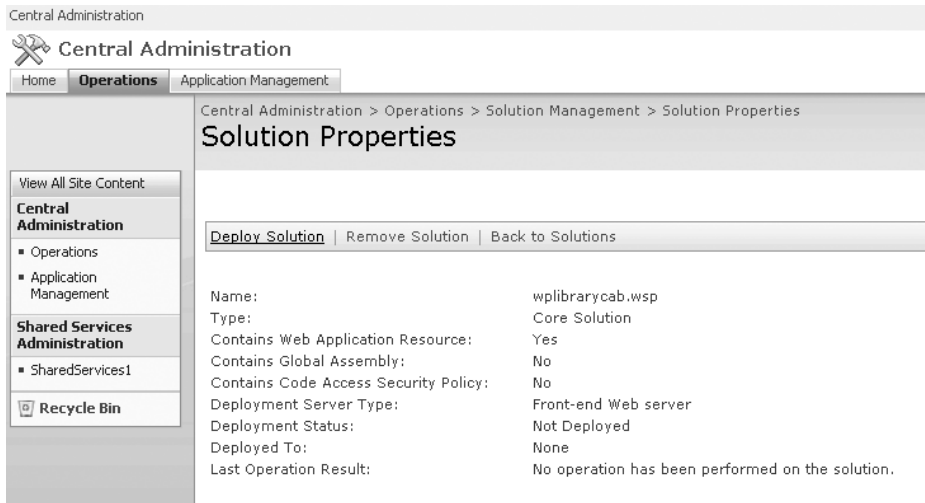 Central Administration
Central Administration
Home Operations Application Management
Central Administration > Operations > Solution Management > Solution Properties
Solution Properties
View All Site Content
Central
Administration
Operations
Application
Management
Shared Services
Administration
SharedServices1
Recycle Bin
Deploy Solution | Remove Solution | Back to Solutions
Name: wplibrarycab.wsp
Type: Core Solution
Contains Web Application Resource: Yes
Contains Global Assembly: No
Contains Code Access Security Policy: No
Deployment Server Type: Front-end Web server
Deployment Status: Not Deployed
Deployed To: None
Last Operation Result: No operation has been performed on the solution.